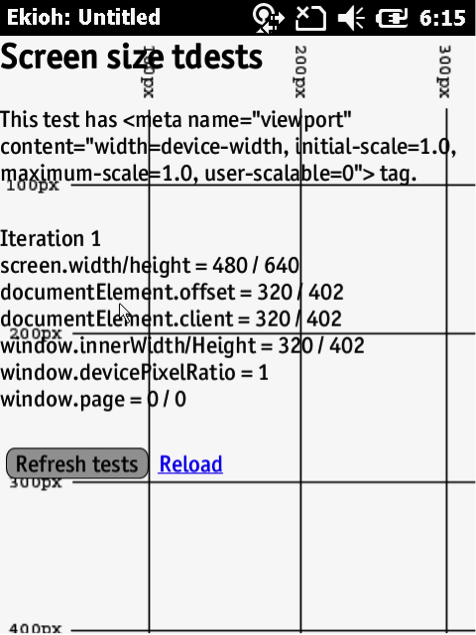 Ekioh: Untitled 6:15
Screen size tdests
100px
200px
300px
This test has <meta name="viewport"
content="width=device-width, initial-scale=1.0,
maximum-scale=1.0, user-scalable=0"> tag.
100px
Iteration 1
screen.width/height = 480 / 640
documentElement.offset = 320 / 402
documentElement.client = 320 / 402
200px
window.innerWidth/Height = 320 / 402
window.devicePixelRatio = 1
window.page = 0 / 0
Refresh tests Reload
300px
400px